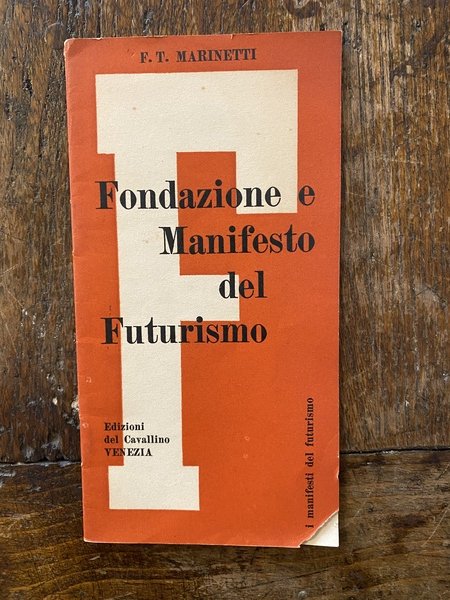 F. T. MARINETTI
F
Fondazione e
Manifesto
del
Futurismo
Edizioni
del Cavallino
VENEZIA
i manifesti del futurismo